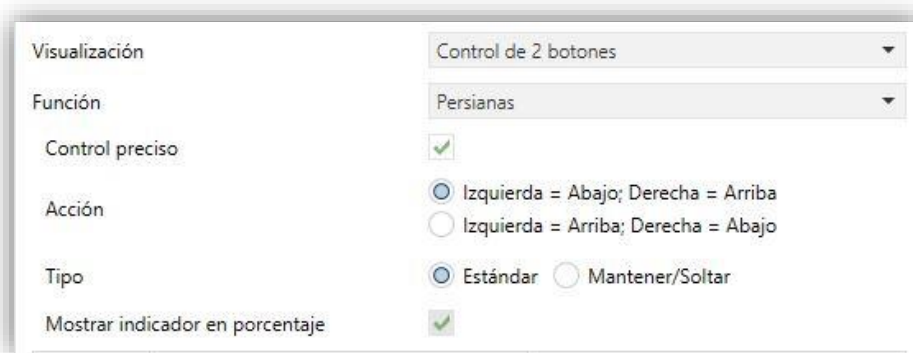 Visualización Control de 2 botones
Función Persianas
Control preciso
Acción Izquierda = Abajo; Derecha = Arriba
Izquierda = Arriba; Derecha = Abajo
Tipo Estándar Mantener/Soltar
Mostrar indicador en porcentaje